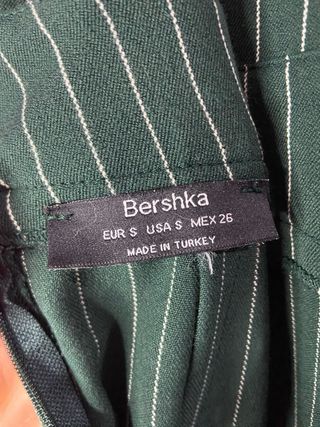 Bershka
EUR S USA S MEX 26
MADE IN TURKEY